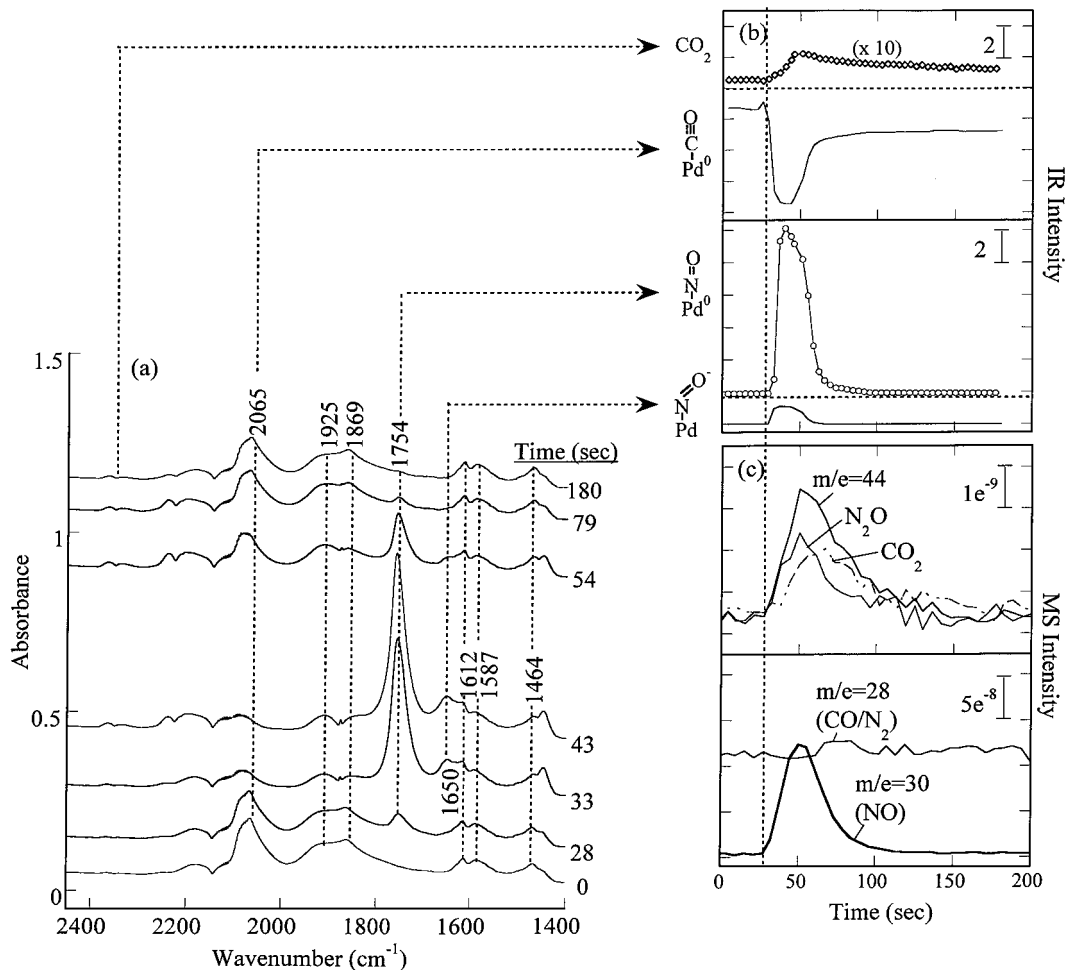 CO2
O
C
Pd0
O
N
Pd0
O-
N
Pd
(b)
(x 10)
2
2
IR Intensity
(a)
1.5
1
0.5
0
Absorbance
2065
1925
1869
1754
1650
1612
1587
1464
Time (sec)
180
79
54
43
33
28
0
2400 2200 2000 1800 1600 1400
Wavenumber (cm-1)
(c)
m/e=44
1e-9
N2O
CO2
m/e=28
(CO/N2)
5e-8
m/e=30
(NO)
MS Intensity
0 50 100 150 200
Time (sec)